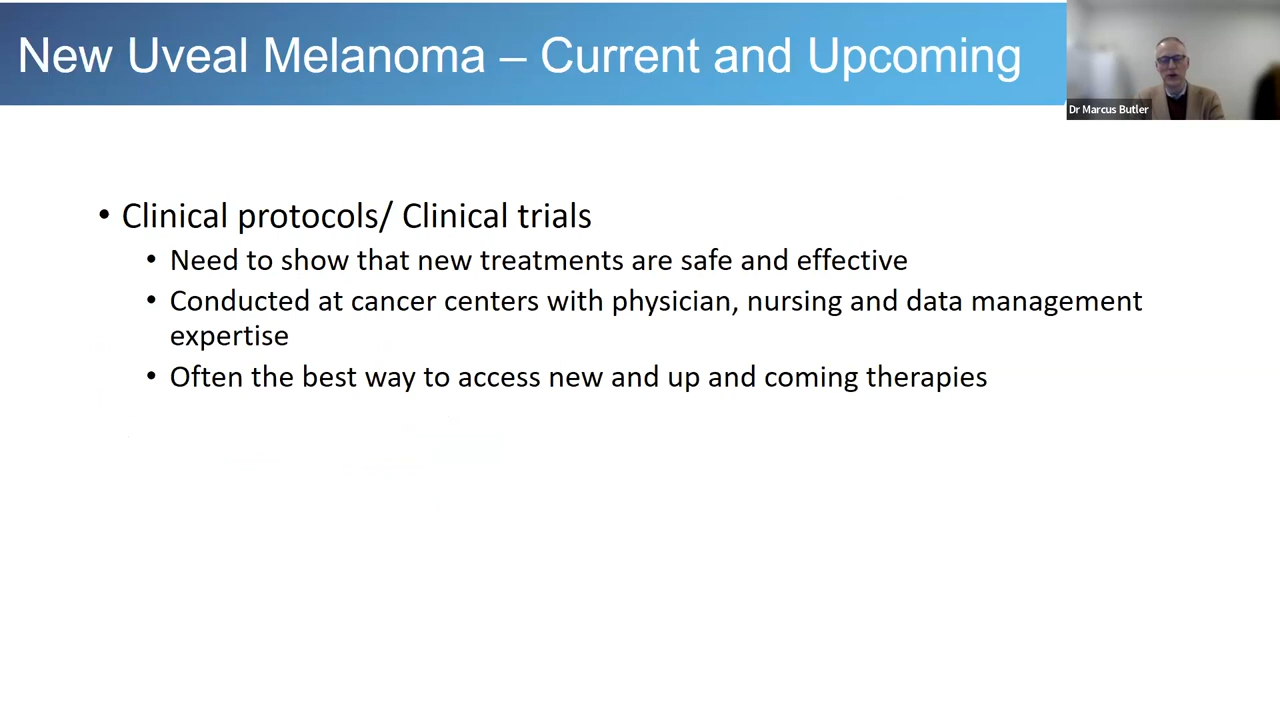 New Uveal Melanoma – Current and Upcoming
Dr Marcus Butler
• Clinical protocols/ Clinical trials
• Need to show that new treatments are safe and effective
• Conducted at cancer centers with physician, nursing and data management
expertise
• Often the best way to access new and up and coming therapies